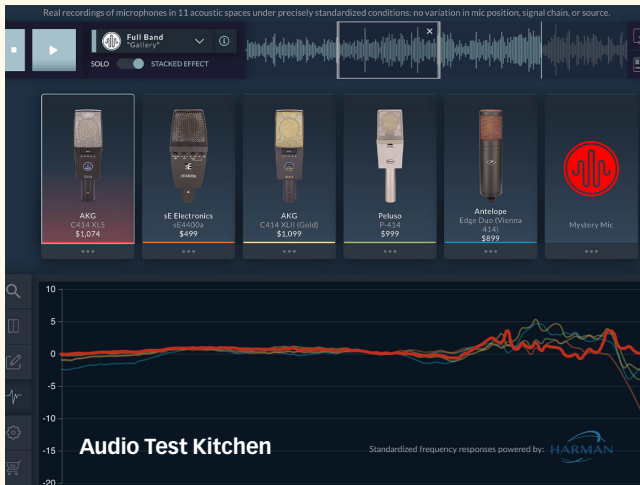 Real recordings of microphones in 11 acoustic spaces under precisely standardized conditions: no variation in mic position, signal chain, or source.
Full Band
"Gallery"
SOLO STACKED EFFECT
AKG
C414 XLS
$1,074
sE Electronics
sE4400a
$499
AKG
C414 XLII (Gold)
$1,099
Peluso
P-414
$999
Antelope
Edge Duo (Vienna
414)
$899
Mystery Mic
10
5
0
-5
-10
-15
-20
Audio Test Kitchen
Standardized frequency responses powered by: HARMAN